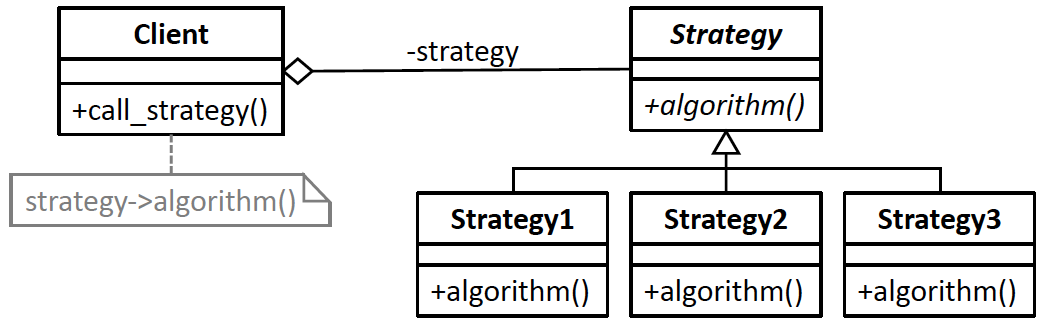 Client
+call_strategy()
strategy->algorithm()
-strategy
Strategy
+algorithm()
Strategy1
+algorithm()
Strategy2
+algorithm()
Strategy3
+algorithm()